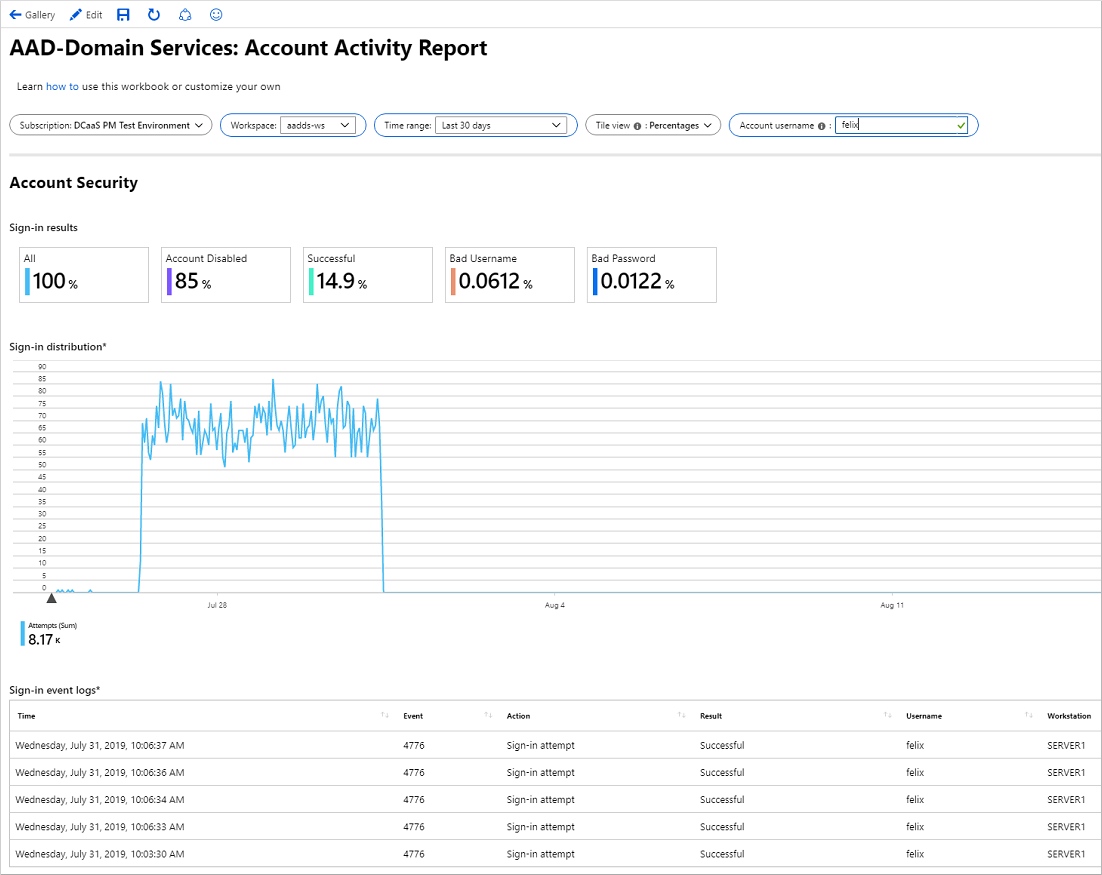 Gallery Edit
AAD-Domain Services: Account Activity Report
Learn how to use this workbook or customize your own
Subscription: DCaaS PM Test Environment Workspace: aadds-ws Time range: Last 30 days Tile view : Percentages Account username : felix
Account Security
Sign-in results
All Account Disabled Successful Bad Username Bad Password
100 % 85 % 14.9 % 0.0612 % 0.0122 %
Sign-in distribution*
90
85
80
75
70
65
60
55
50
45
40
35
30
25
20
15
10
5
0
Jul 28 Aug 4 Aug 11
Attempts (Sum)
8.17 K
Sign-in event logs*
Time Event Action Result Username Workstation
Wednesday, July 31, 2019, 10:06:37 AM 4776 Sign-in attempt Successful felix SERVER1
Wednesday, July 31, 2019, 10:06:36 AM 4776 Sign-in attempt Successful felix SERVER1
Wednesday, July 31, 2019, 10:06:34 AM 4776 Sign-in attempt Successful felix SERVER1
Wednesday, July 31, 2019, 10:06:33 AM 4776 Sign-in attempt Successful felix SERVER1
Wednesday, July 31, 2019, 10:03:30 AM 4776 Sign-in attempt Successful felix SERVER1